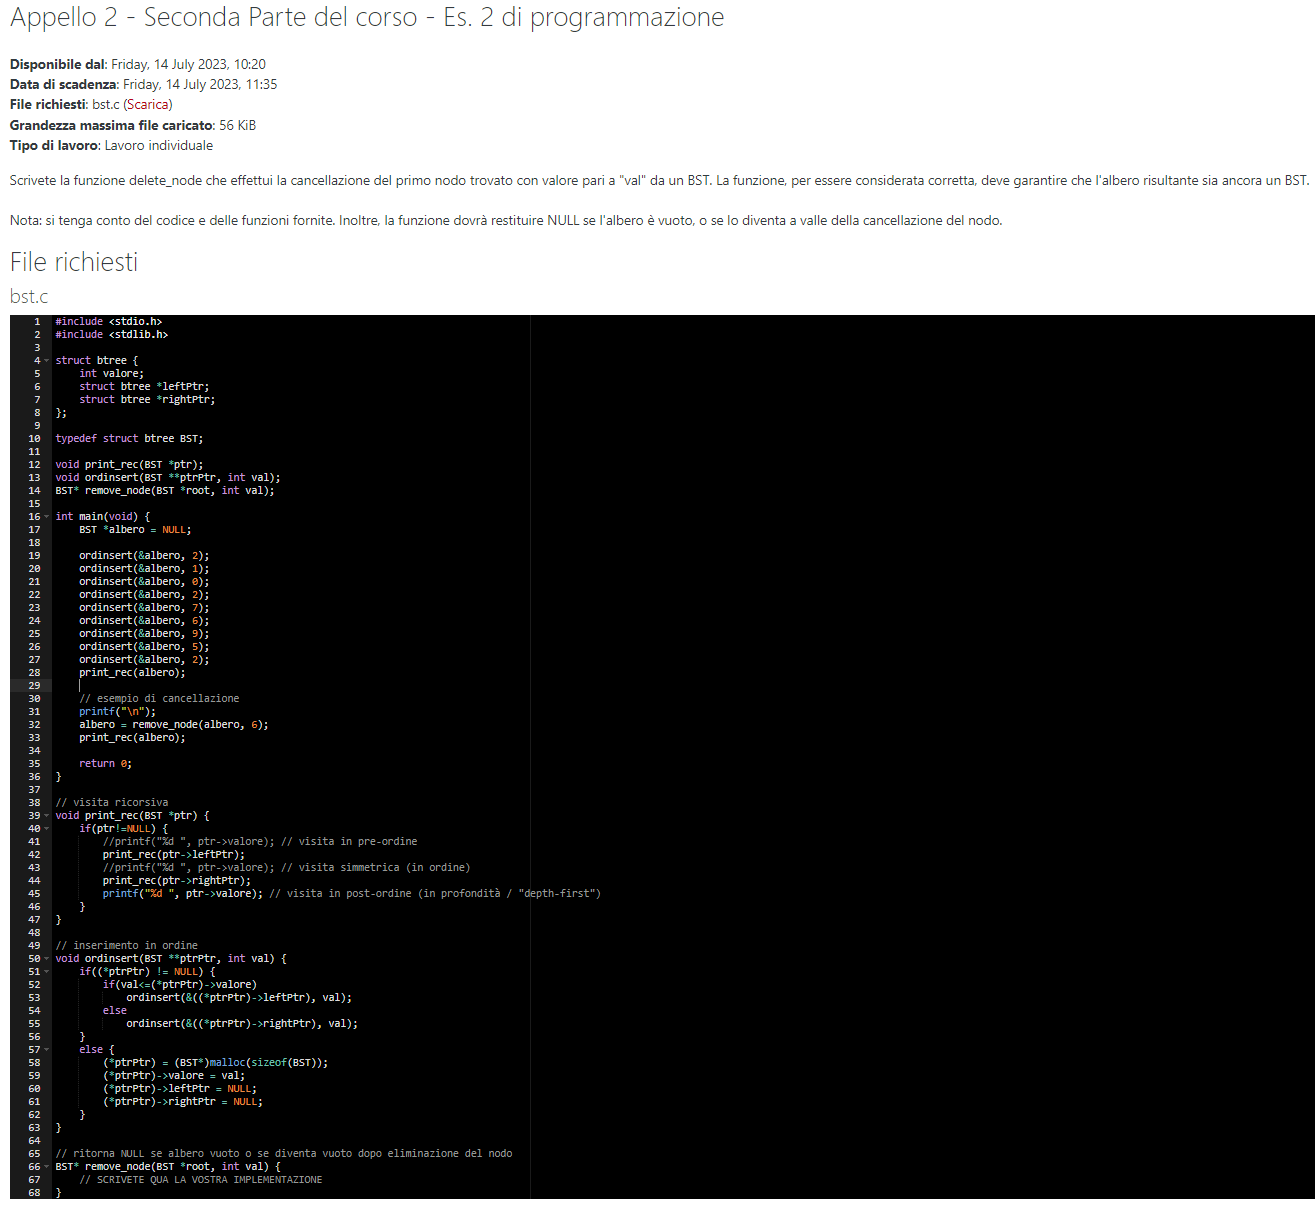 Appello 2 - Seconda Parte del corso - Es. 2 di programmazione
Disponibile dal: Friday, 14 July 2023, 10:20
Data di scadenza: Friday, 14 July 2023, 11:35
File richiesti: bst.c (Scarica)
Grandezza massima file caricato: 56 KiB
Tipo di lavoro: Lavoro individuale
Scrivete la funzione delete_node che effettui la cancellazione del primo nodo trovato con valore pari a "val" da un BST. La funzione, per essere considerata corretta, deve garantire che l'albero risultante sia ancora un BST.
Nota: si tenga conto del codice e delle funzioni fornite. Inoltre, la funzione dovrà restituire NULL se l'albero è vuoto, o se lo diventa a valle della cancellazione del nodo.
File richiesti
bst.c
1 #include <stdio.h>
2 #include <stdlib.h>
3
4 struct btree {
5     int valore;
6     struct btree *leftPtr;
7     struct btree *rightPtr;
8 };
9
10 typedef struct btree BST;
11
12 void print_rec(BST *ptr);
13 void ordinsert(BST **ptrPtr, int val);
14 BST* remove_node(BST *root, int val);
15
16 int main(void) {
17     BST *albero = NULL;
18
19     ordinsert(&albero, 2);
20     ordinsert(&albero, 1);
21     ordinsert(&albero, 0);
22     ordinsert(&albero, 2);
23     ordinsert(&albero, 7);
24     ordinsert(&albero, 6);
25     ordinsert(&albero, 9);
26     ordinsert(&albero, 5);
27     ordinsert(&albero, 2);
28     print_rec(albero);
29
30     // esempio di cancellazione
31     printf("\n");
32     albero = remove_node(albero, 6);
33     print_rec(albero);
34
35     return 0;
36 }
37
38 // visita ricorsiva
39 void print_rec(BST *ptr) {
40     if(ptr!=NULL) {
41         //printf("%d ", ptr->valore); // visita in pre-ordine
42         print_rec(ptr->leftPtr);
43         //printf("%d ", ptr->valore); // visita simmetrica (in ordine)
44         print_rec(ptr->rightPtr);
45         printf("%d ", ptr->valore); // visita in post-ordine (in profondità / "depth-first")
46     }
47 }
48
49 // inserimento in ordine
50 void ordinsert(BST **ptrPtr, int val) {
51     if((*ptrPtr) != NULL) {
52         if(val<=(*ptrPtr)->valore)
53             ordinsert(&((*ptrPtr)->leftPtr), val);
54         else
55             ordinsert(&((*ptrPtr)->rightPtr), val);
56     }
57     else {
58         (*ptrPtr) = (BST*)malloc(sizeof(BST));
59         (*ptrPtr)->valore = val;
60         (*ptrPtr)->leftPtr = NULL;
61         (*ptrPtr)->rightPtr = NULL;
62     }
63 }
64
65 // ritorna NULL se albero vuoto o se diventa vuoto dopo eliminazione del nodo
66 BST* remove_node(BST *root, int val) {
67     // SCRIVETE QUA LA VOSTRA IMPLEMENTAZIONE
68 }